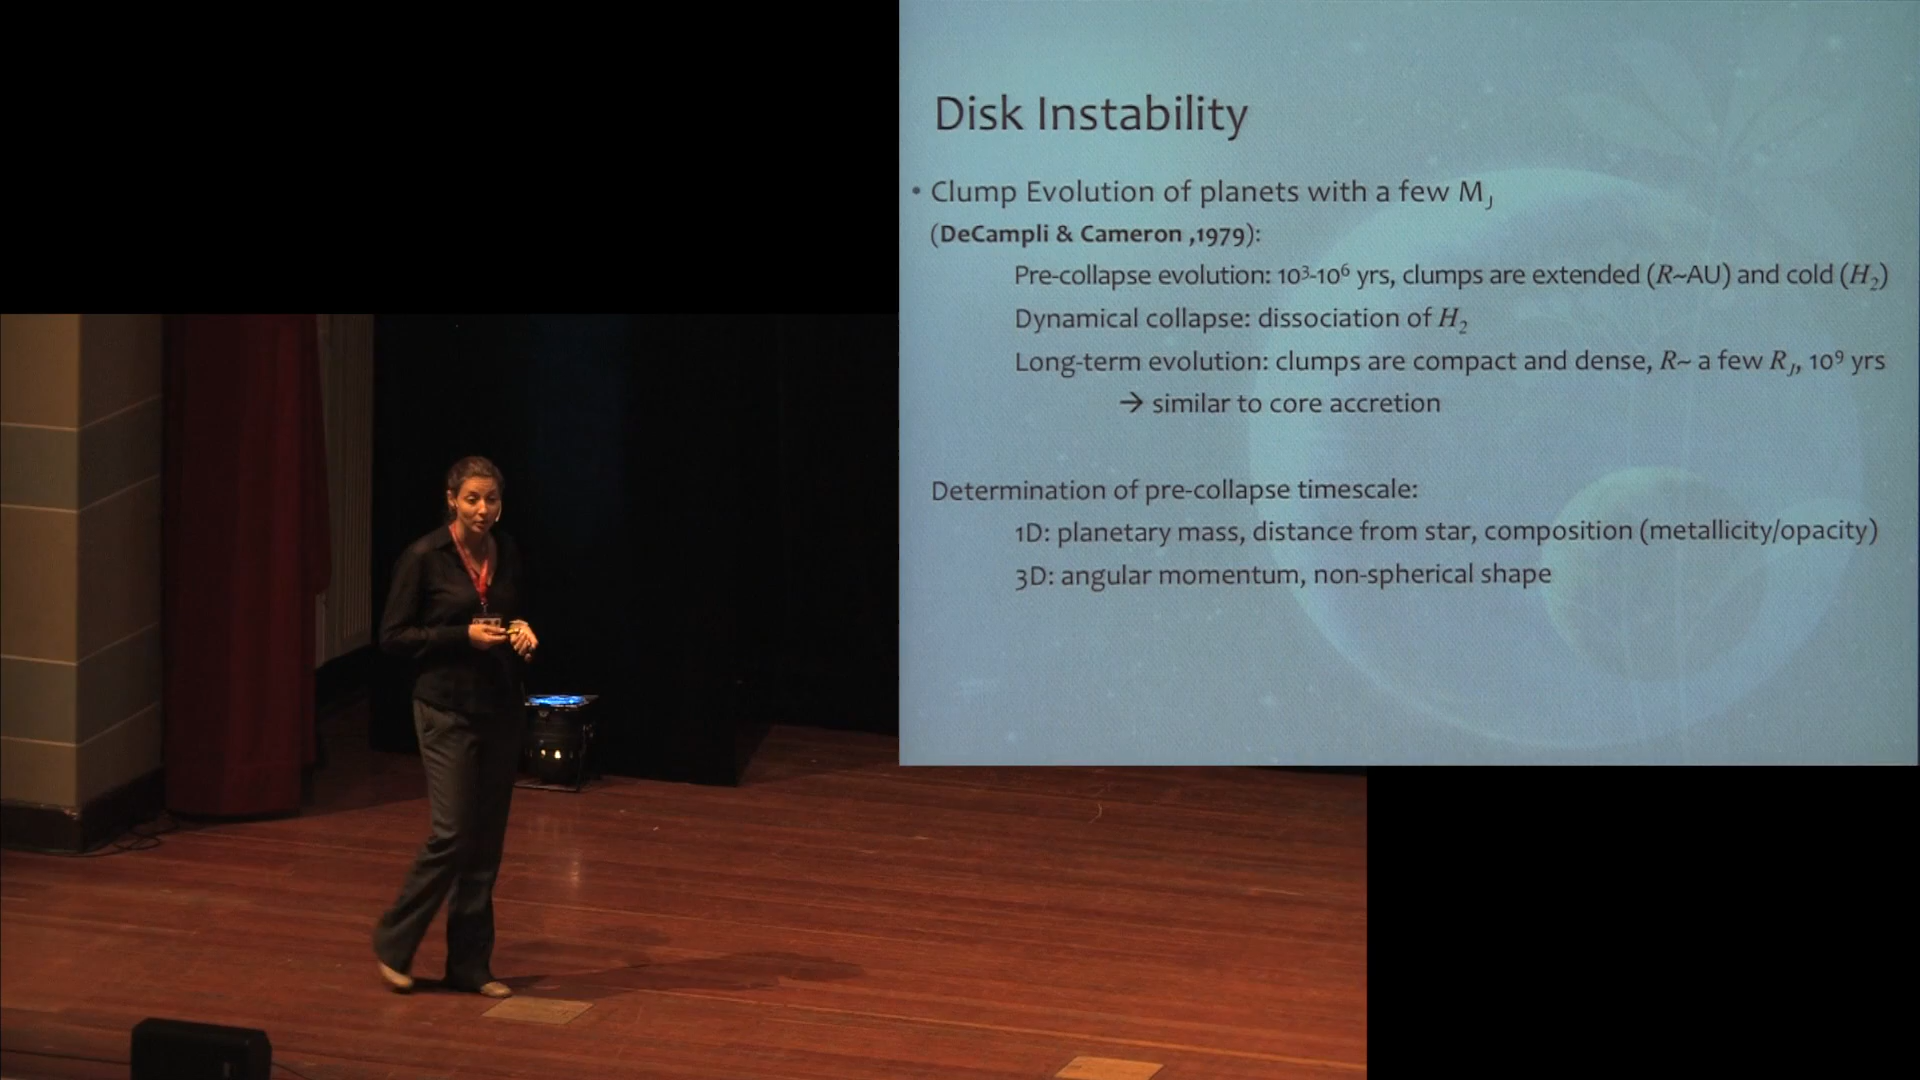 Disk Instability
• Clump Evolution of planets with a few M_J
(DeCampli & Cameron ,1979):
Pre-collapse evolution: 10³-10⁶ yrs, clumps are extended (R~AU) and cold (H₂)
Dynamical collapse: dissociation of H₂
Long-term evolution: clumps are compact and dense, R~ a few R_J, 10⁹ yrs
→ similar to core accretion
Determination of pre-collapse timescale:
1D: planetary mass, distance from star, composition (metallicity/opacity)
3D: angular momentum, non-spherical shape